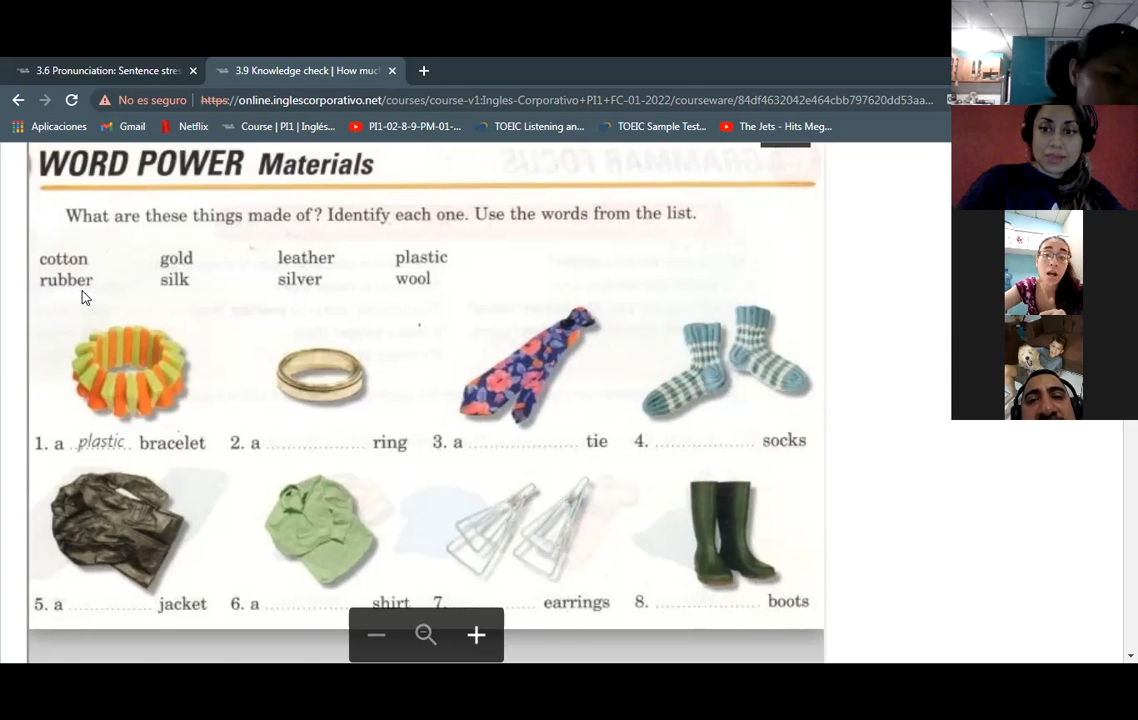 3.6 Pronunciation: Sentence stre
3.9 Knowledge check | How muc
No es seguro https://online.inglescorporativo.net/courses/course-v1:Ingles-Corporativo+PI1+FC-01-2022/courseware/84df4632042e464cbb797620dd53aa...
Aplicaciones Gmail Netflix Course | PI1 | Inglés... PI1-02-8-9-PM-01-... TOEIC Listening an... TOEIC Sample Test... The Jets - Hits Meg...
WORD POWER Materials
What are these things made of? Identify each one. Use the words from the list.
cotton gold leather plastic
rubber silk silver wool
1. a plastic bracelet 2. a ring 3. a tie 4. socks
5. a jacket 6. a shirt 7. earrings 8. boots